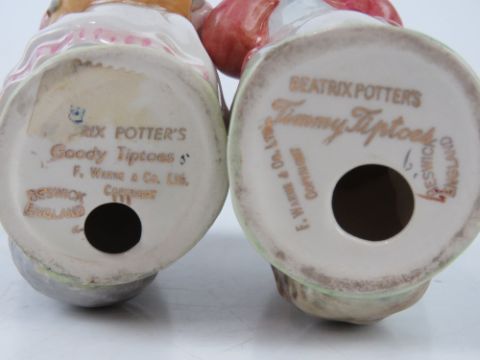 RIX POTTER'S
Goody Tiptoes
F. WARNE & CO. LTD.
COPYRIGHT
BESWICK
ENGLAND
BEATRIX POTTER'S
Timmy Tiptoes
F. WARNE & CO. LTD.
COPYRIGHT
BESWICK
ENGLAND